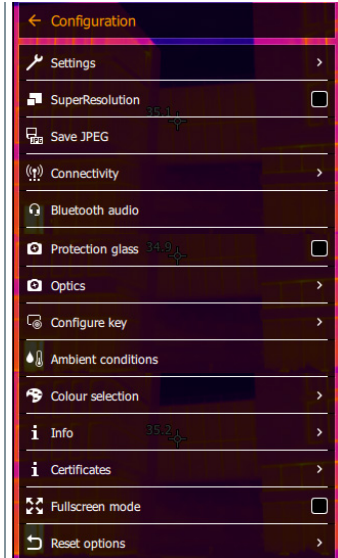 Configuration
Settings
SuperResolution
35.1
JPG
Save JPEG
Connectivity
Bluetooth audio
Protection glass
34.9
Optics
Configure key
Ambient conditions
Colour selection
i Info
35.2
i Certificates
Fullscreen mode
Reset options